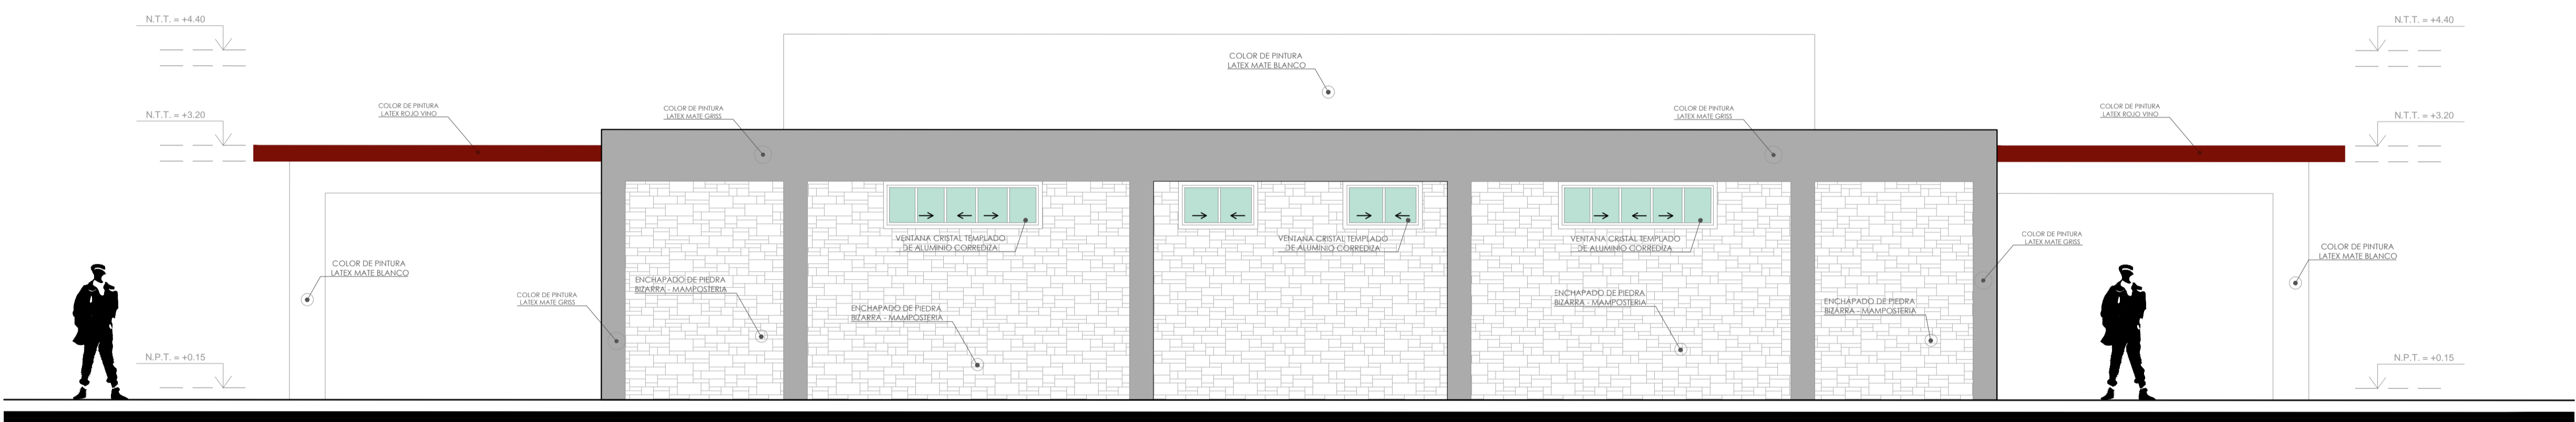 N.T.T. = +4.40
N.T.T. = +4.40
COLOR DE PINTURA
LATEX MATE BLANCO
COLOR DE PINTURA
LATEX ROJO VINO
COLOR DE PINTURA
LATEX MATE GRISS
COLOR DE PINTURA
LATEX MATE GRISS
COLOR DE PINTURA
LATEX ROJO VINO
N.T.T. = +3.20
N.T.T. = +3.20
VENTANA CRISTAL TEMPLADO
DE ALUMINIO CORREDIZA
VENTANA CRISTAL TEMPLADO
DE ALUMINIO CORREDIZA
VENTANA CRISTAL TEMPLADO
DE ALUMINIO CORREDIZA
COLOR DE PINTURA
LATEX MATE GRISS
COLOR DE PINTURA
LATEX MATE BLANCO
COLOR DE PINTURA
LATEX MATE BLANCO
ENCHAPADO DE PIEDRA
BIZARRA - MAMPOSTERIA
COLOR DE PINTURA
LATEX MATE GRISS
ENCHAPADO DE PIEDRA
BIZARRA - MAMPOSTERIA
ENCHAPADO DE PIEDRA
BIZARRA - MAMPOSTERIA
ENCHAPADO DE PIEDRA
BIZARRA - MAMPOSTERIA
N.P.T. = +0.15
N.P.T. = +0.15